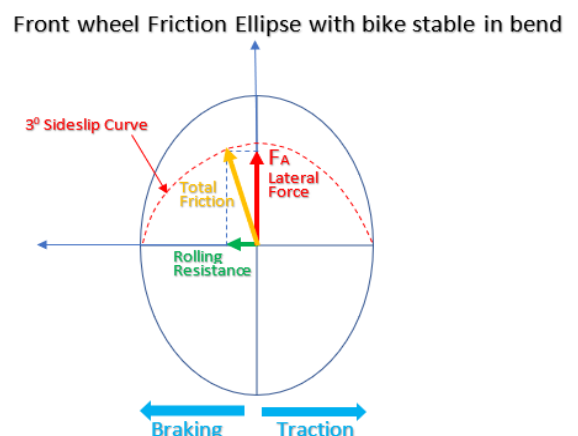 Front wheel Friction Ellipse with bike stable in bend
3⁰ Sideslip Curve
FA
Lateral
Force
Total
Friction
Rolling
Resistance
Braking
Traction